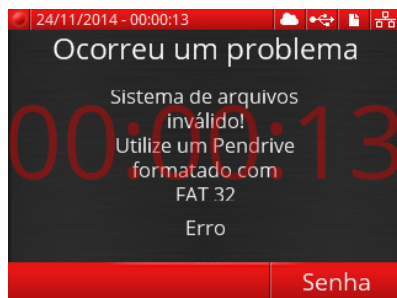 24/11/2014 - 00:00:13
Ocorreu um problema
Sistema de arquivos
inválido!
00:00:13
Utilize um Pendrive
formatado com
FAT 32
Erro
Senha